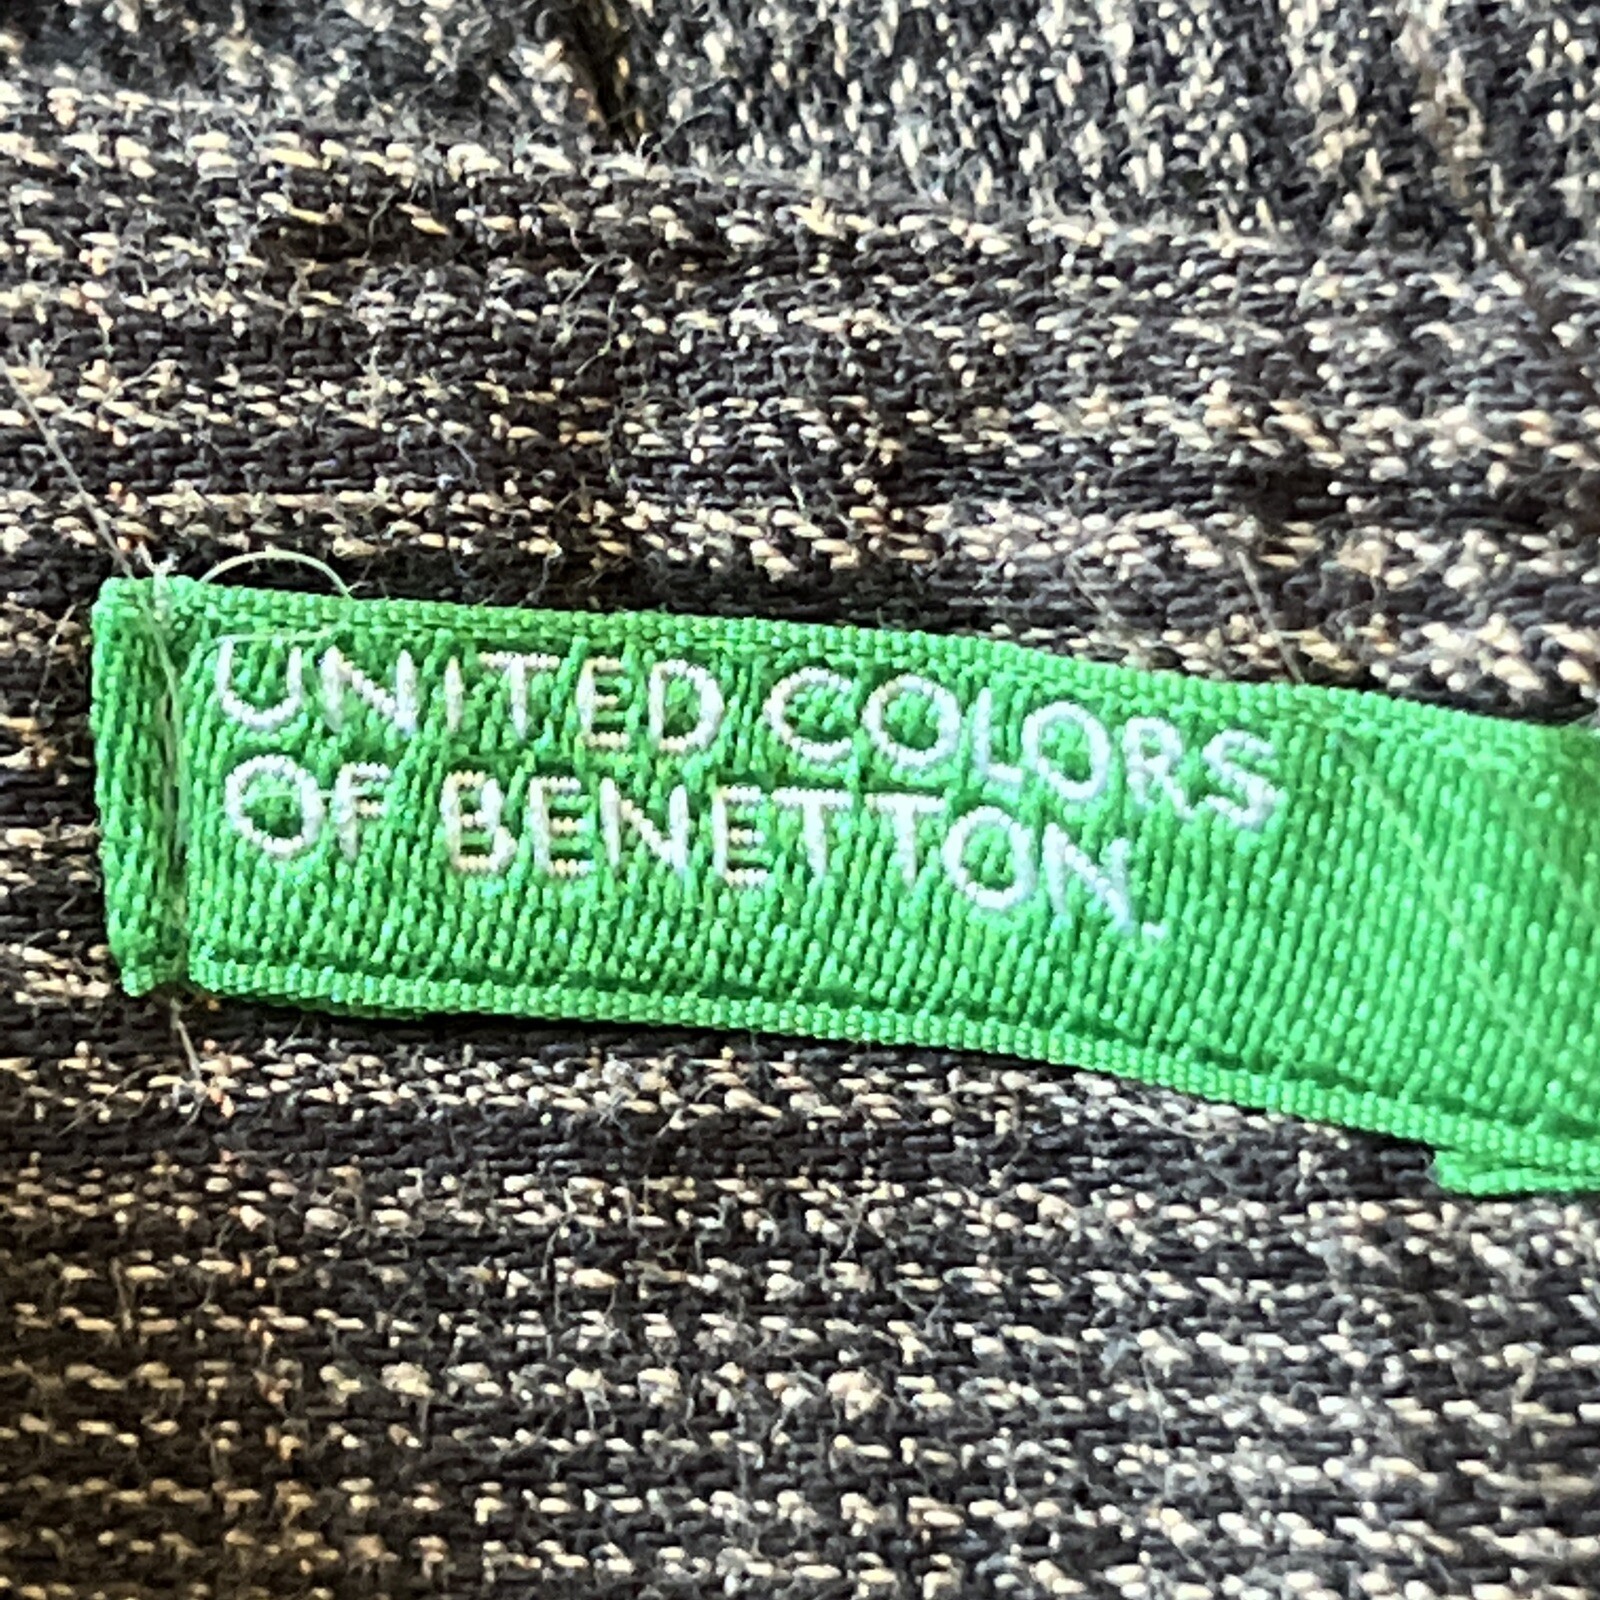 UNITED COLORS
OF BENETTON.